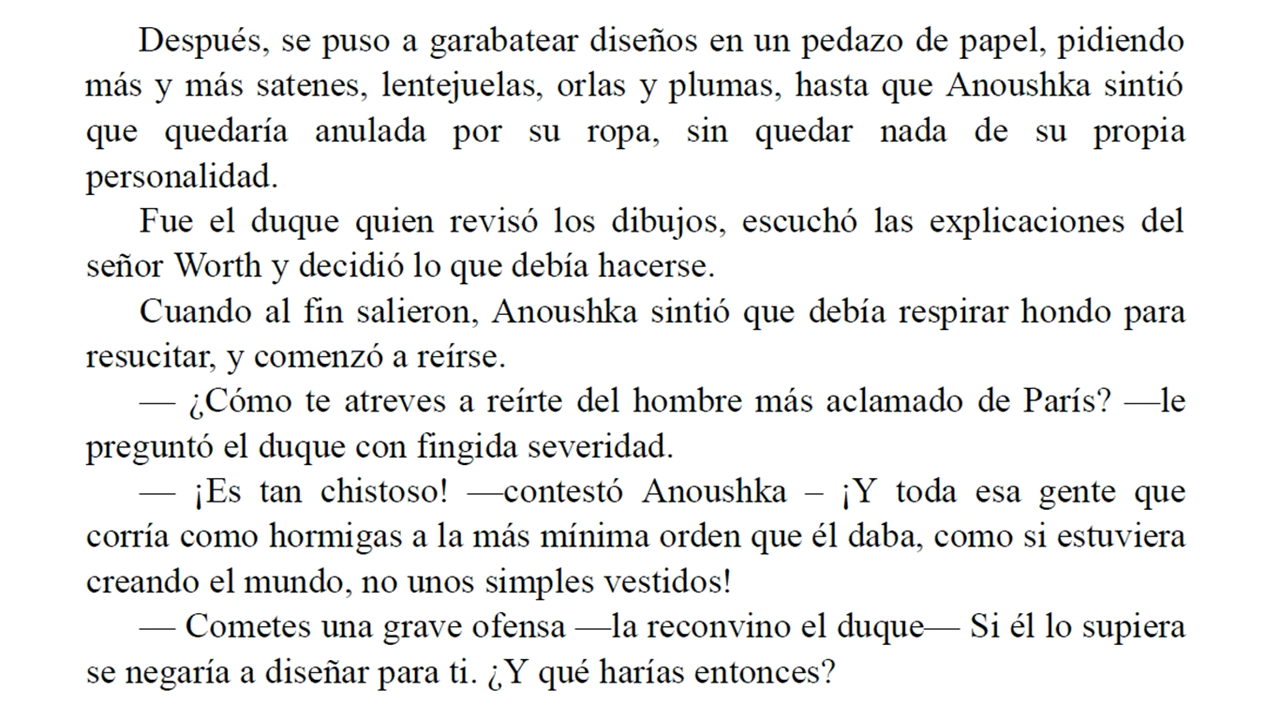 Después, se puso a garabatear diseños en un pedazo de papel, pidiendo
más y más satenes, lentejuelas, orlas y plumas, hasta que Anoushka sintió
que quedaría anulada por su ropa, sin quedar nada de su propia
personalidad.
Fue el duque quien revisó los dibujos, escuchó las explicaciones del
señor Worth y decidió lo que debía hacerse.
Cuando al fin salieron, Anoushka sintió que debía respirar hondo para
resucitar, y comenzó a reírse.
— ¿Cómo te atreves a reírte del hombre más aclamado de París? —le
preguntó el duque con fingida severidad.
— ¡Es tan chistoso! —contestó Anoushka – ¡Y toda esa gente que
corría como hormigas a la más mínima orden que él daba, como si estuviera
creando el mundo, no unos simples vestidos!
— Cometes una grave ofensa —la reconvino el duque— Si él lo supiera
se negaría a diseñar para ti. ¿Y qué harías entonces?